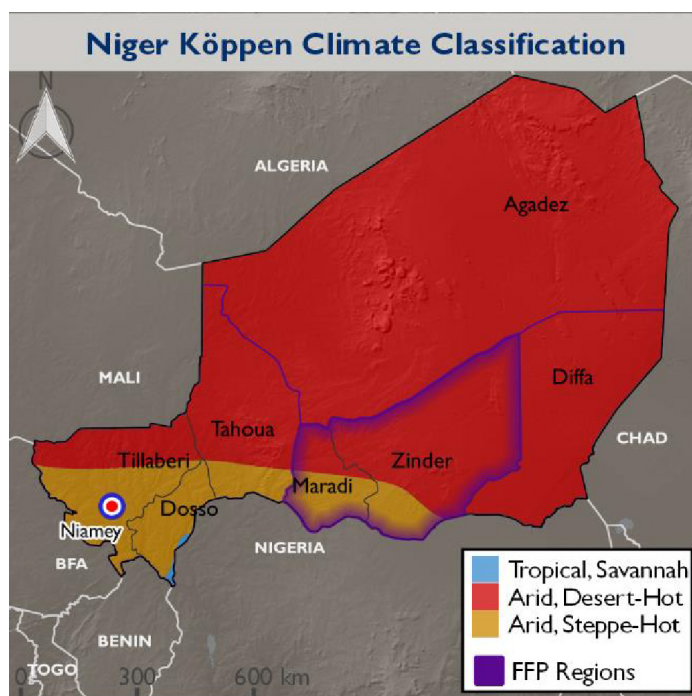 Niger Köppen Climate Classification
N
ALGERIA
Agadez
MALI
Diffa
Tahoua
CHAD
Tillaberi
Zinder
Maradi
Dosso
Niamey
NIGERIA
BFA
Tropical, Savannah
Arid, Desert-Hot
Arid, Steppe-Hot
FFP Regions
BENIN
TOGO
0 300 600 km